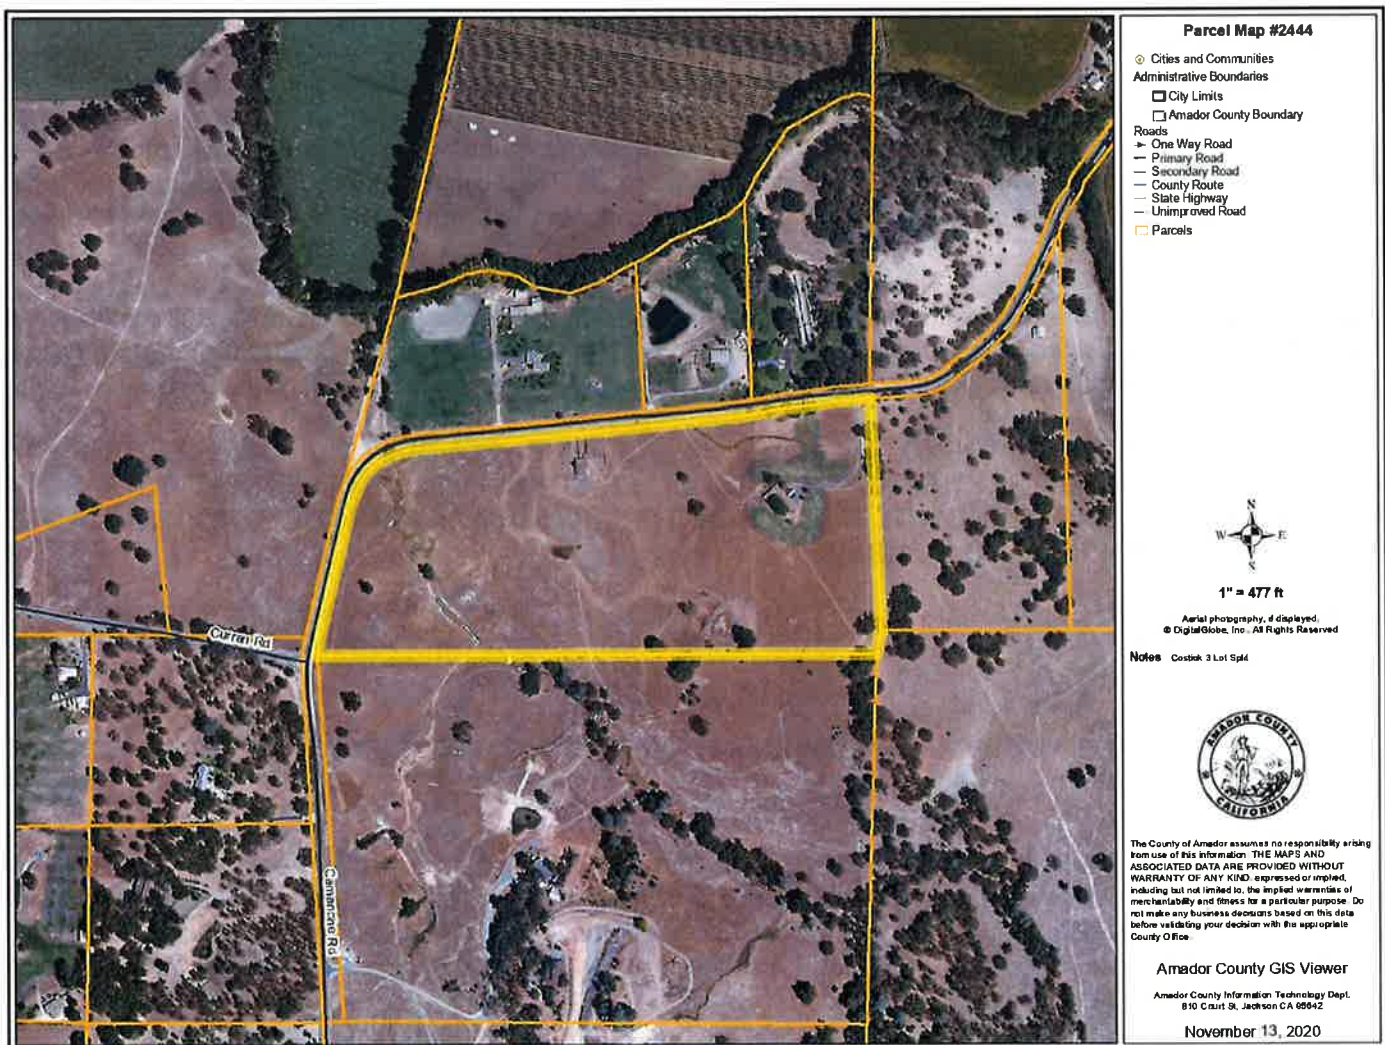 Parcel Map #2444
Cities and Communities
Administrative Boundaries
City Limits
Amador County Boundary
Roads
One Way Road
Primary Road
Secondary Road
County Route
State Highway
Unimproved Road
Parcels
N
W E
S
1" = 477 ft
Aerial photography, if displayed,
© DigitalGlobe, Inc. All Rights Reserved
Notes Costick 3 Lot Split
AMADOR COUNTY
CALIFORNIA
The County of Amador assumes no responsibility arising
from use of this information. THE MAPS AND
ASSOCIATED DATA ARE PROVIDED WITHOUT
WARRANTY OF ANY KIND, expressed or implied,
including but not limited to, the implied warranties of
merchantability and fitness for a particular purpose. Do
not make any business decisions based on this data
before validating your decision with the appropriate
County Office.
Amador County GIS Viewer
Amador County Information Technology Dept.
810 Court St, Jackson CA 95642
November 13, 2020
Curran Rd
Camanche Rd